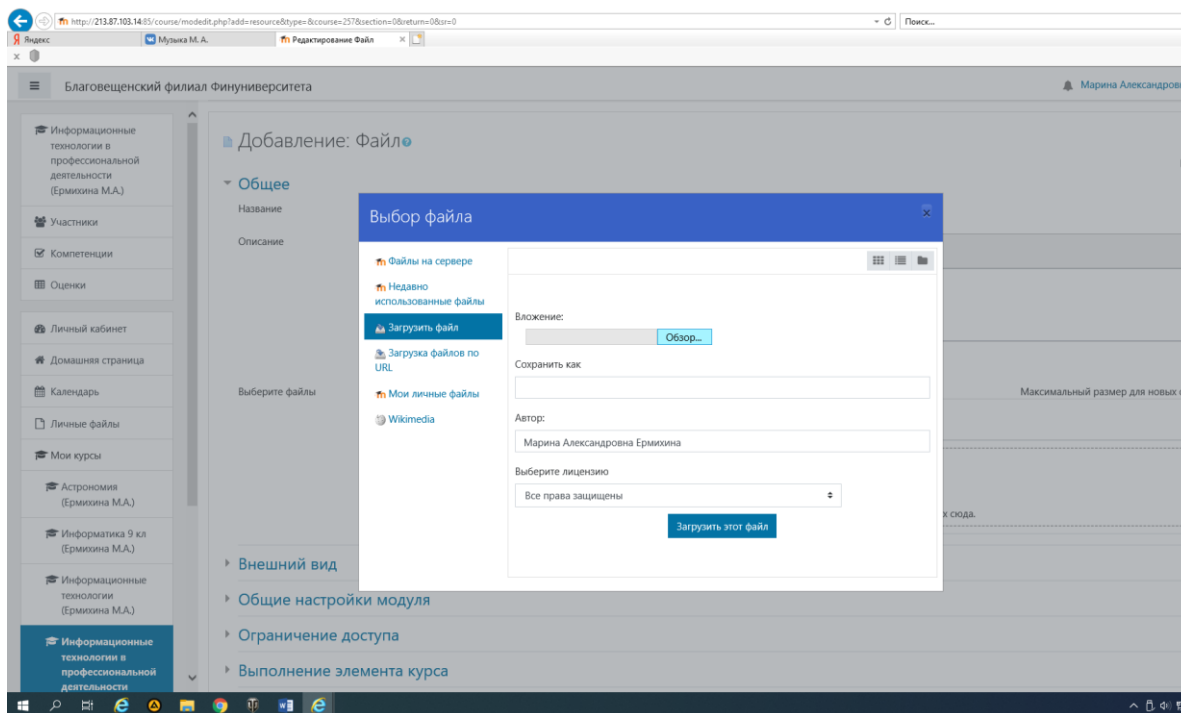 http://213.87.103.14:85/course/modedit.php?add=resource&type=&course=257&section=0&return=0&sr=0
Поиск...
Яндекс
Музыка М. А.
Редактирование Файл
Благовещенский филиал Финуниверситета
Марина Александров
Информационные
технологии в
профессиональной
деятельности
(Ермихина М.А.)
Участники
Компетенции
Оценки
Личный кабинет
Домашняя страница
Календарь
Личные файлы
Мои курсы
Астрономия
(Ермихина М.А.)
Информатика 9 кл
(Ермихина М.А.)
Информационные
технологии
(Ермихина М.А.)
Информационные
технологии в
профессиональной
деятельности
Добавление: Файл
Общее
Название
Описание
Выберите файлы
Максимальный размер для новых
х сюда.
Выбор файла
Файлы на сервере
Недавно
использованные файлы
Загрузить файл
Загрузка файлов по
URL
Мои личные файлы
Wikimedia
Вложение:
Обзор...
Сохранить как
Автор:
Марина Александровна Ермихина
Выберите лицензию
Все права защищены
Загрузить этот файл
Внешний вид
Общие настройки модуля
Ограничение доступа
Выполнение элемента курса